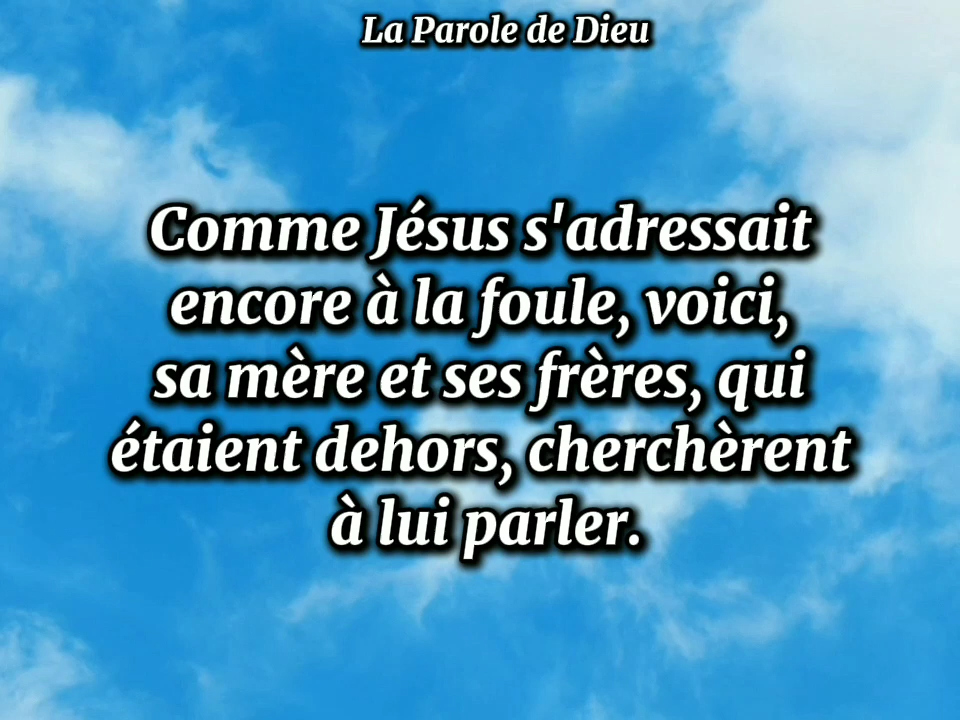 La Parole de Dieu
Comme Jésus s'adressait
encore à la foule, voici,
sa mère et ses frères, qui
étaient dehors, cherchèrent
à lui parler.